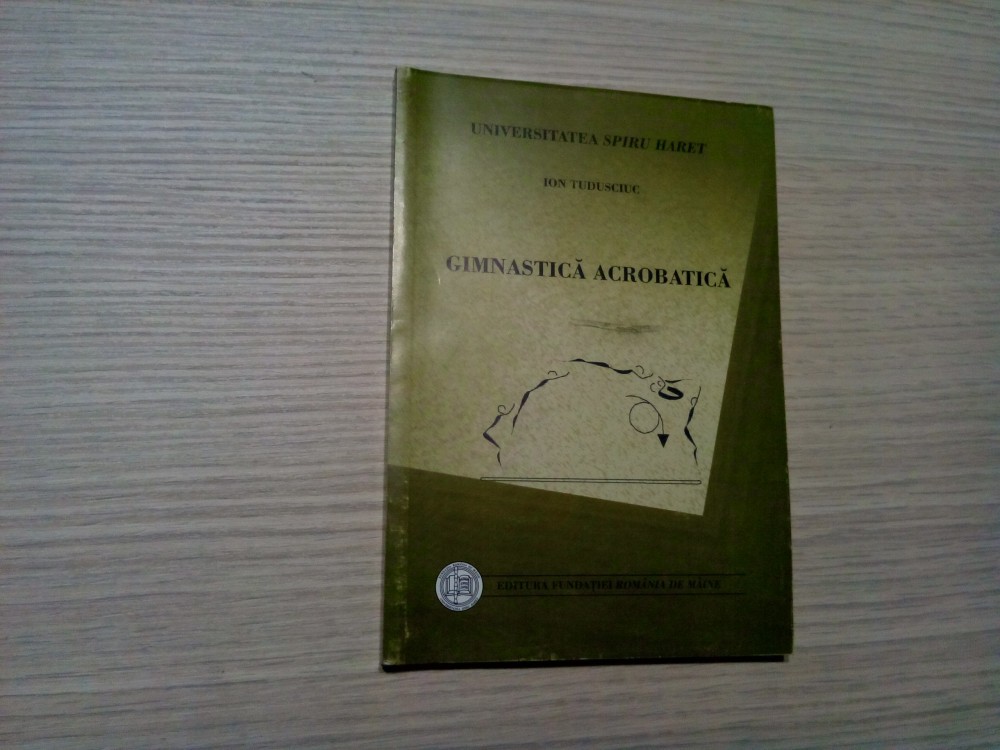 UNIVERSITATEA SPIRU HARET
ION TUDUSCIUC
GIMNASTICĂ ACROBATICĂ
EDITURA FUNDAȚIEI ROMÂNIA DE MÂINE